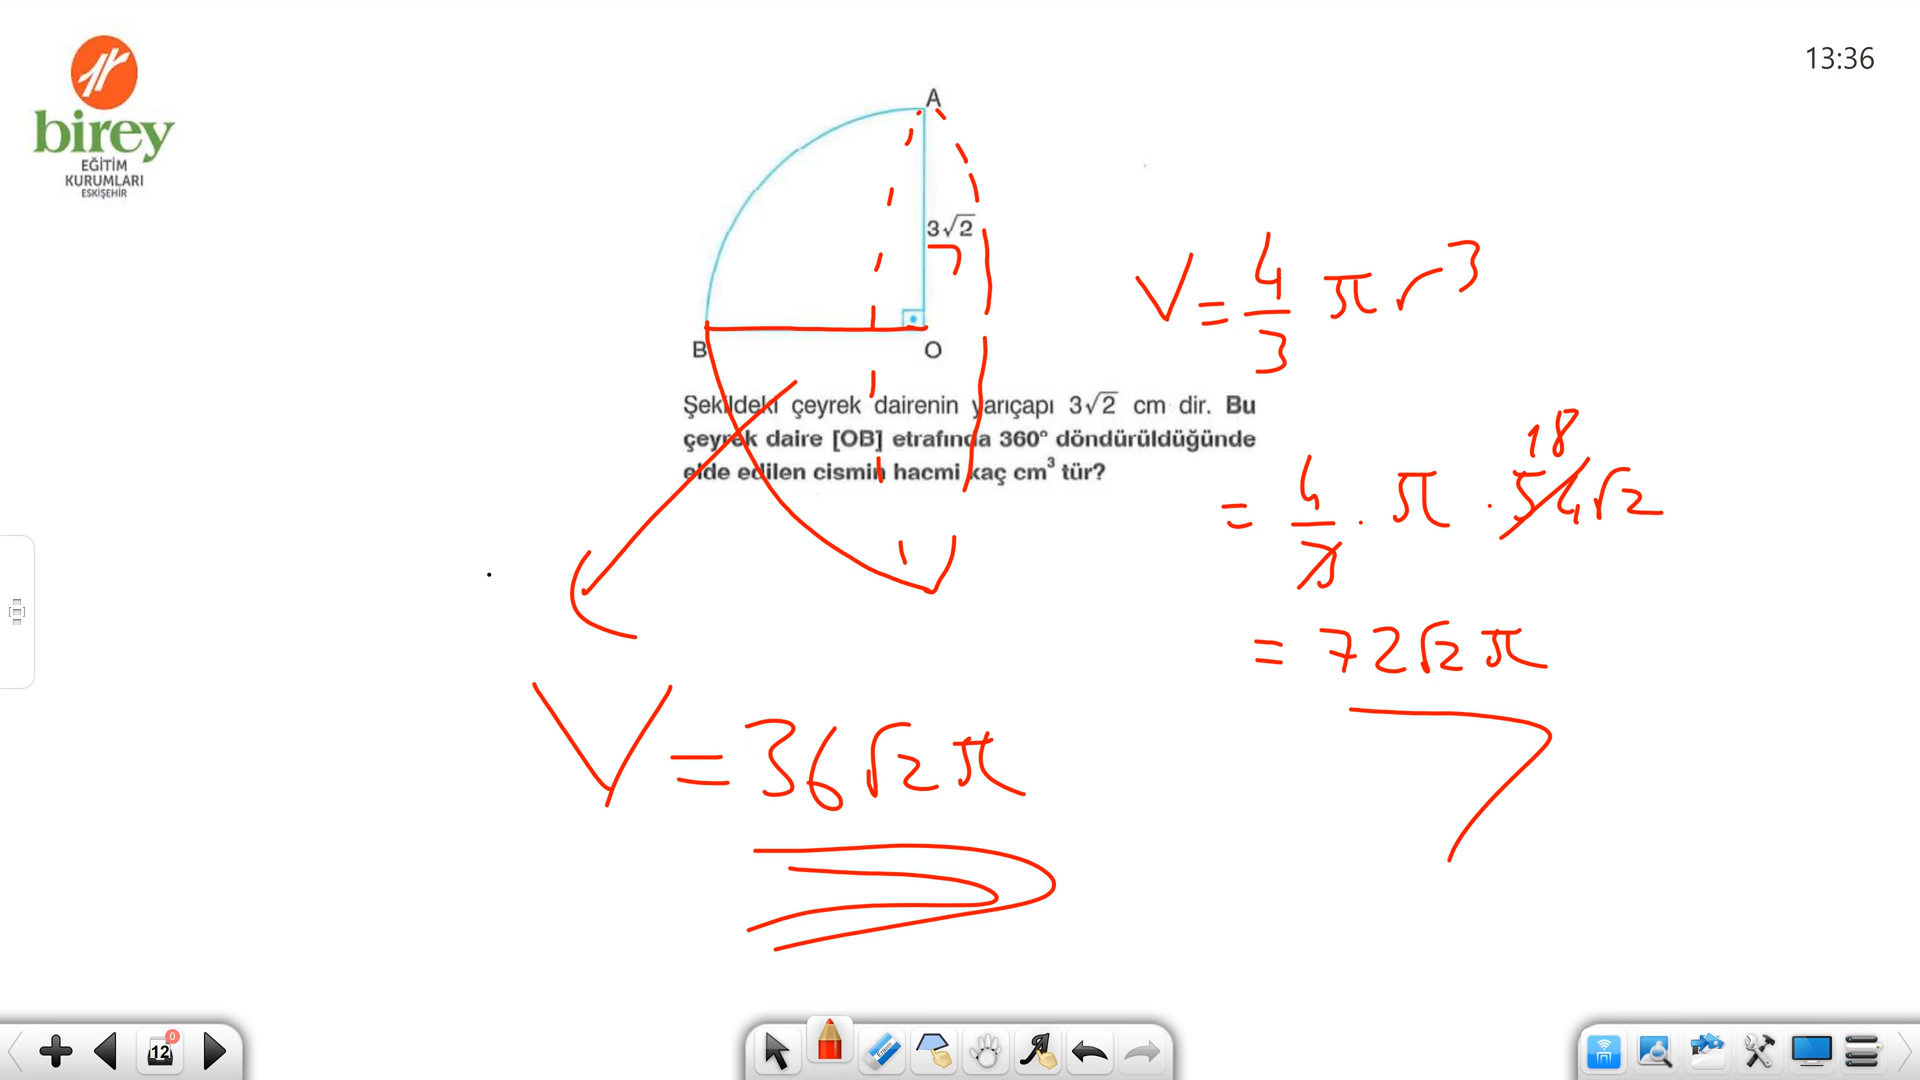 birey
EĞİTİM
KURUMLARI
ESKİŞEHİR
13:36
A
3√2
B
O
Şekildeki çeyrek dairenin yarıçapı 3√2 cm dir. Bu
çeyrek daire [OB] etrafında 360° döndürüldüğünde
elde edilen cismin hacmi kaç cm³ tür?
V = 4/3 π r³
18
= 4/3 · π · 54√2
= 72√2 π
V = 36√2 π
12
0
Eraser
A